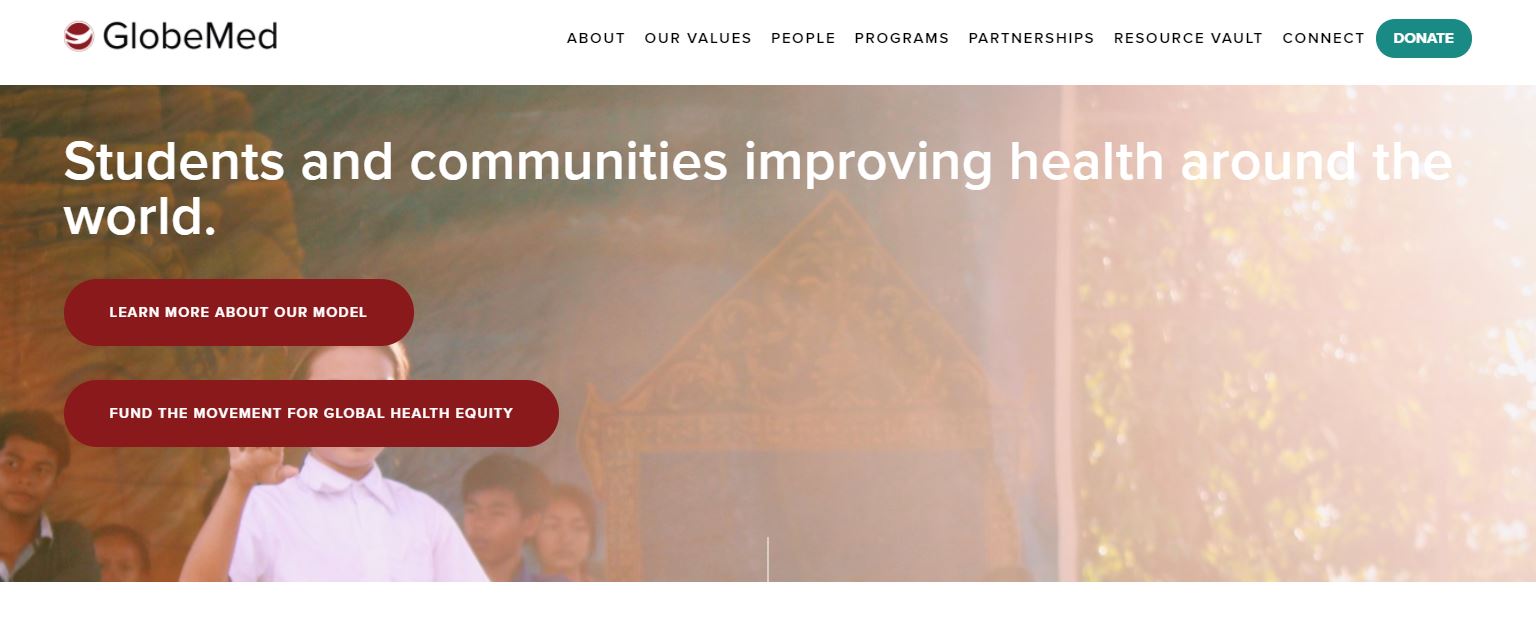 GlobeMed
ABOUT OUR VALUES PEOPLE PROGRAMS PARTNERSHIPS RESOURCE VAULT CONNECT DONATE
Students and communities improving health around the
world.
LEARN MORE ABOUT OUR MODEL
FUND THE MOVEMENT FOR GLOBAL HEALTH EQUITY